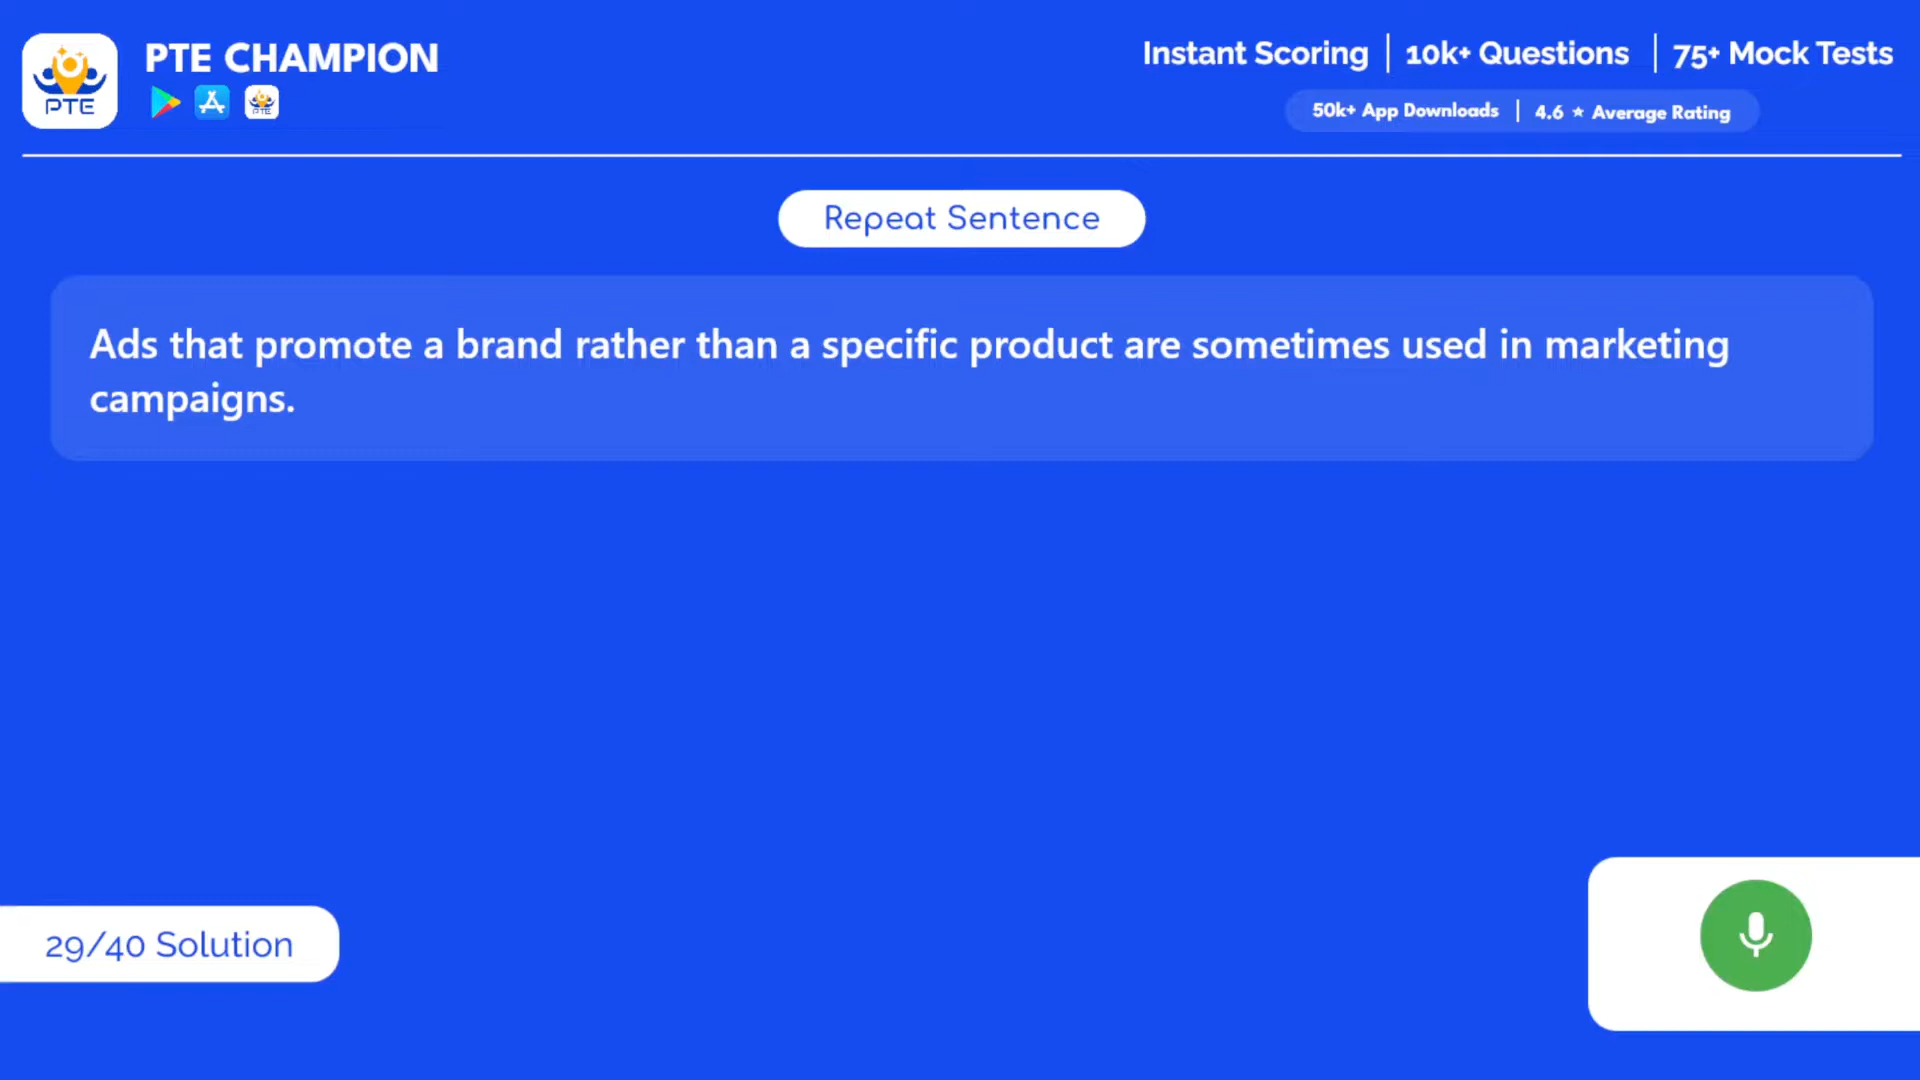 PTE CHAMPION
PTE
PTE
Instant Scoring | 10k+ Questions | 75+ Mock Tests
50k+ App Downloads | 4.6 ★ Average Rating
Repeat Sentence
Ads that promote a brand rather than a specific product are sometimes used in marketing
campaigns.
29/40 Solution